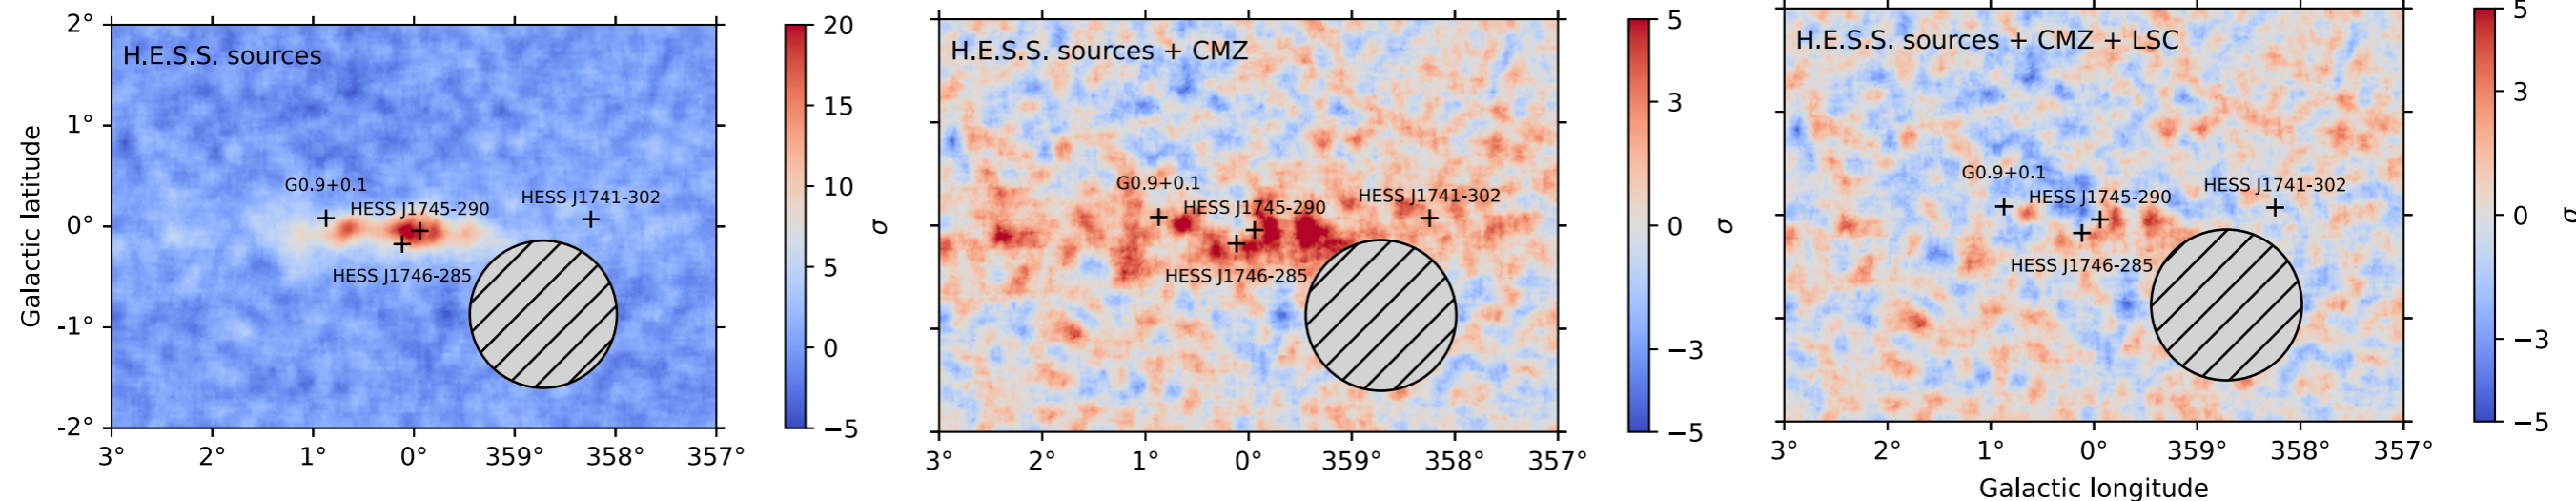 H.E.S.S. sources
G0.9+0.1
HESS J1745-290
HESS J1741-302
HESS J1746-285
Galactic latitude
2°
1°
0°
-1°
-2°
3° 2° 1° 0° 359° 358° 357°
20
15
10
5
0
−5
σ
H.E.S.S. sources + CMZ
G0.9+0.1
HESS J1745-290
HESS J1741-302
HESS J1746-285
3° 2° 1° 0° 359° 358° 357°
5
3
0
−3
−5
σ
H.E.S.S. sources + CMZ + LSC
G0.9+0.1
HESS J1745-290
HESS J1741-302
HESS J1746-285
3° 2° 1° 0° 359° 358° 357°
Galactic longitude
5
3
0
−3
−5
σ